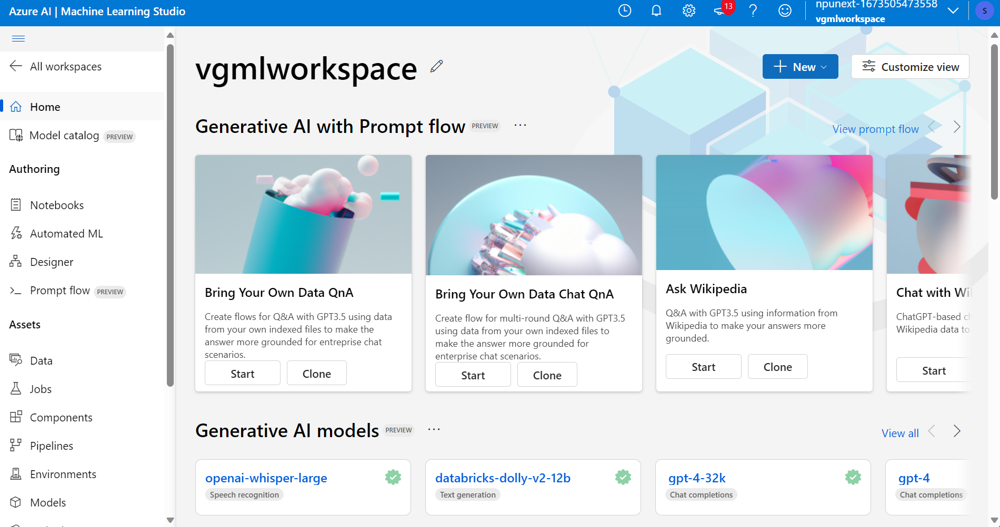 Azure AI | Machine Learning Studio
13
npunext-1673505473558
vgmlworkspace
S
All workspaces
Home
Model catalog PREVIEW
Authoring
Notebooks
Automated ML
Designer
Prompt flow PREVIEW
Assets
Data
Jobs
Components
Pipelines
Environments
Models
vgmlworkspace
New
Customize view
Generative AI with Prompt flow PREVIEW ...
View prompt flow
Bring Your Own Data QnA
Create flows for Q&A with GPT3.5 using data
from your own indexed files to make the
answer more grounded for entreprise chat
scenarios.
Start Clone
Bring Your Own Data Chat QnA
Create flow for multi-round Q&A with GPT3.5
using data from your own indexed files to
make the answer more grounded for
enterprise chat scenarios.
Start Clone
Ask Wikipedia
Q&A with GPT3.5 using information from
Wikipedia to make your answers more
grounded.
Start Clone
Chat with
ChatGPT-based
Wikipedia data to
Start
Generative AI models PREVIEW ...
View all
openai-whisper-large
Speech recognition
databricks-dolly-v2-12b
Text generation
gpt-4-32k
Chat completions
gpt-4
Chat completions